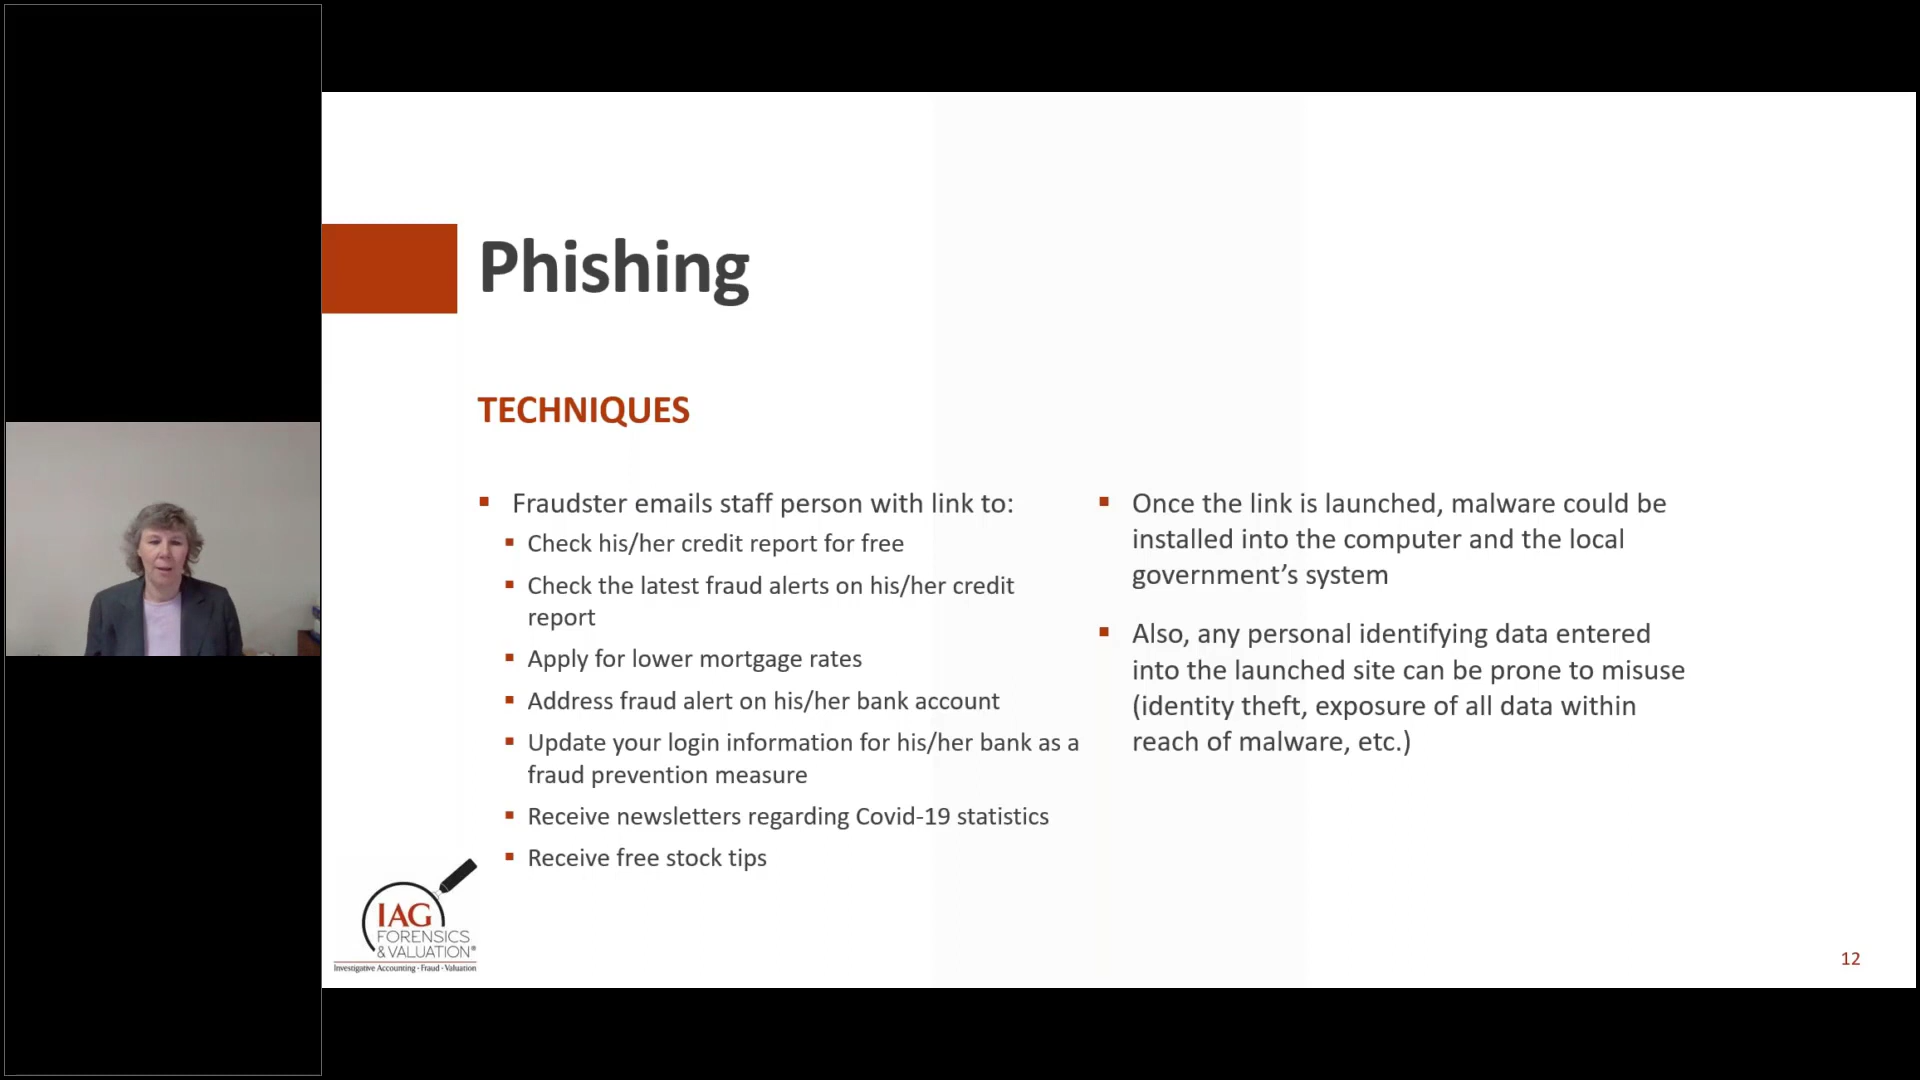 Phishing
TECHNIQUES
Fraudster emails staff person with link to:
Check his/her credit report for free
Check the latest fraud alerts on his/her credit
report
Apply for lower mortgage rates
Address fraud alert on his/her bank account
Update your login information for his/her bank as a
fraud prevention measure
Receive newsletters regarding Covid-19 statistics
Receive free stock tips
Once the link is launched, malware could be
installed into the computer and the local
government’s system
Also, any personal identifying data entered
into the launched site can be prone to misuse
(identity theft, exposure of all data within
reach of malware, etc.)
IAG
FORENSICS
& VALUATION®
Investigative Accounting · Fraud · Valuation
12